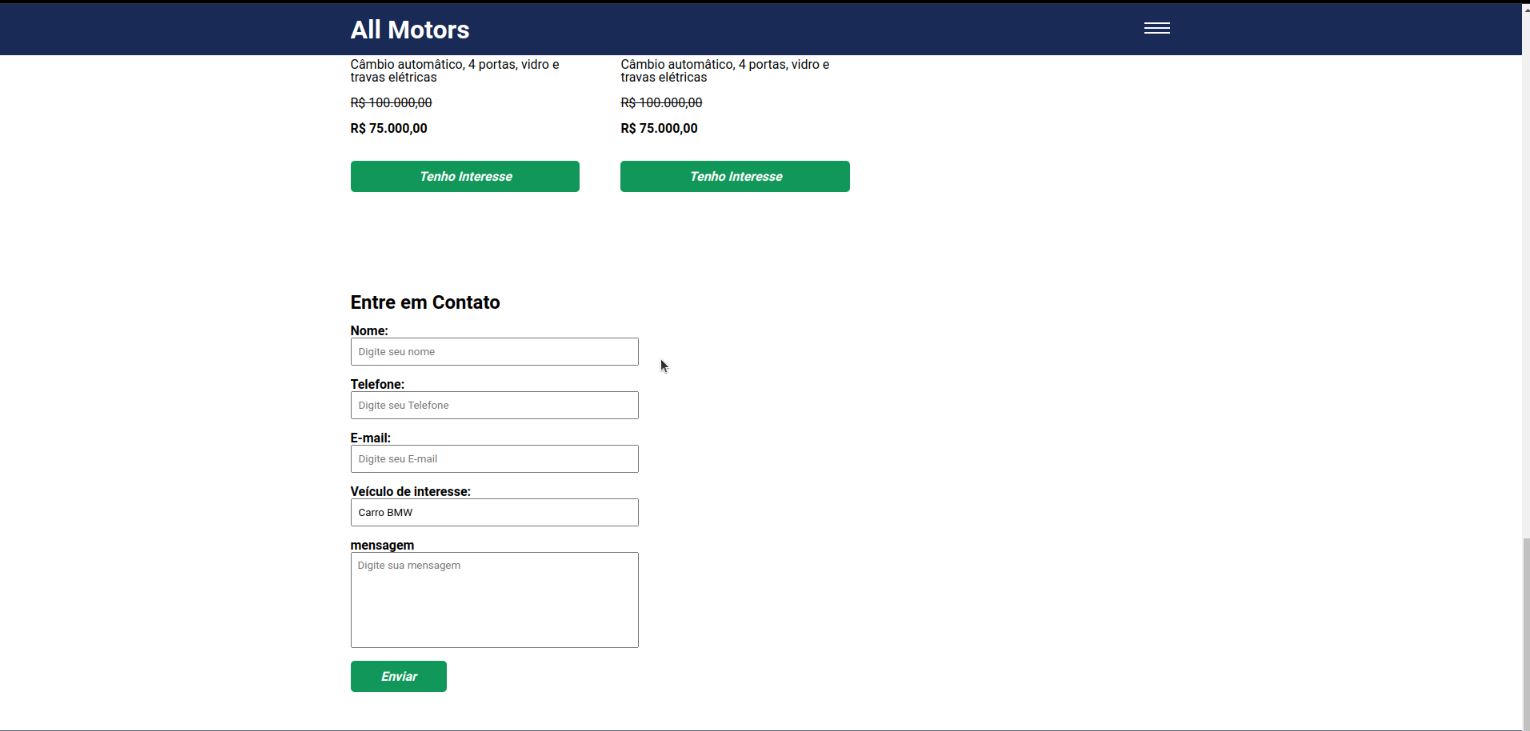 All Motors
Câmbio automâtico, 4 portas, vidro e
travas elétricas
R$ 100.000,00
R$ 75.000,00
Tenho Interesse
Câmbio automâtico, 4 portas, vidro e
travas elétricas
R$ 100.000,00
R$ 75.000,00
Tenho Interesse
Entre em Contato
Nome:
Digite seu nome
Telefone:
Digite seu Telefone
E-mail:
Digite seu E-mail
Veículo de interesse:
Carro BMW
mensagem
Digite sua mensagem
Enviar